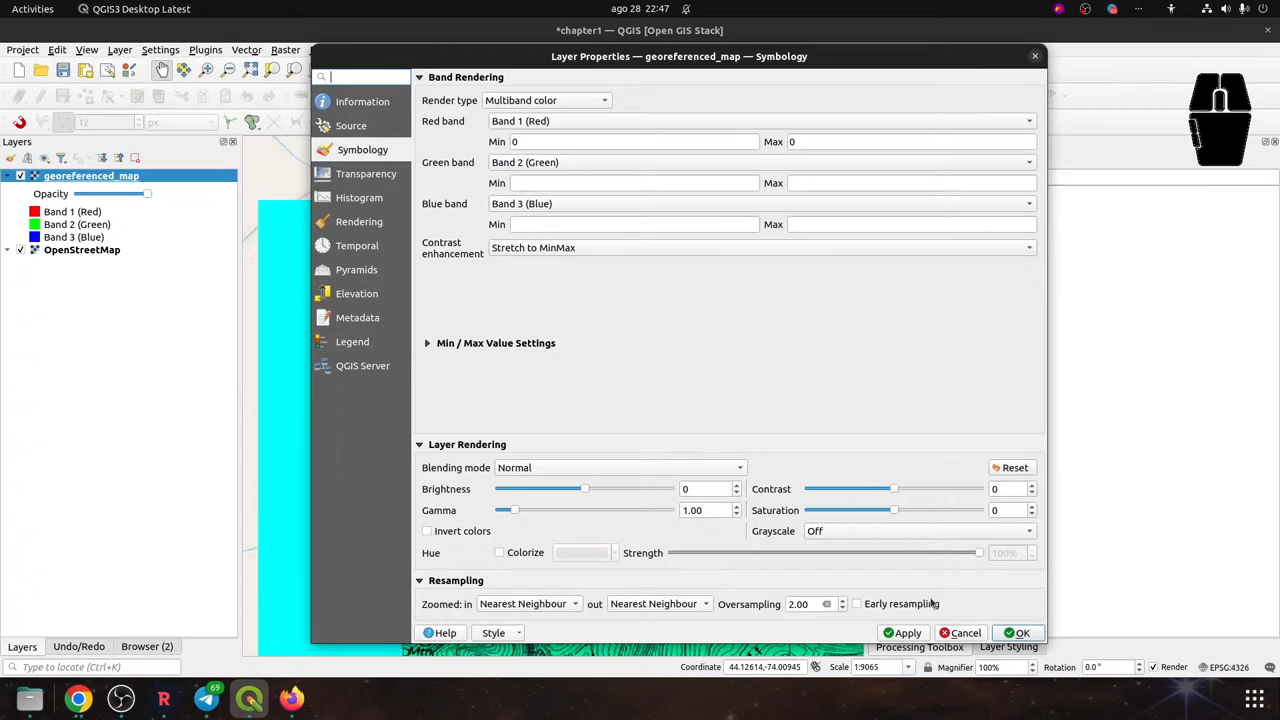 Activities QGIS3 Desktop Latest ago 28 22:47
*chapter1 — QGIS [Open GIS Stack]
Project Edit View Layer Settings Plugins Vector Raster
Layer Properties — georeferenced_map — Symbology
12 px
Layers
georeferenced_map
Opacity
Band 1 (Red)
Band 2 (Green)
Band 3 (Blue)
OpenStreetMap
Information
Source
Symbology
Transparency
Histogram
Rendering
Temporal
Pyramids
Elevation
Metadata
Legend
QGIS Server
Band Rendering
Render type Multiband color
Red band Band 1 (Red)
Min 0 Max 0
Green band Band 2 (Green)
Min Max
Blue band Band 3 (Blue)
Min Max
Contrast enhancement Stretch to MinMax
Min / Max Value Settings
Layer Rendering
Blending mode Normal Reset
Brightness 0 Contrast 0
Gamma 1.00 Saturation 0
Invert colors Grayscale Off
Hue Colorize Strength 100%
Resampling
Zoomed: in Nearest Neighbour out Nearest Neighbour Oversampling 2.00 Early resampling
Help Style Apply Cancel OK
Layers Undo/Redo Browser (2) Processing Toolbox Layer Styling
Type to locate (Ctrl+K) Coordinate 44.12614,-74.00945 Scale 1:9065 Magnifier 100% Rotation 0.0 ° Render EPSG:4326
69